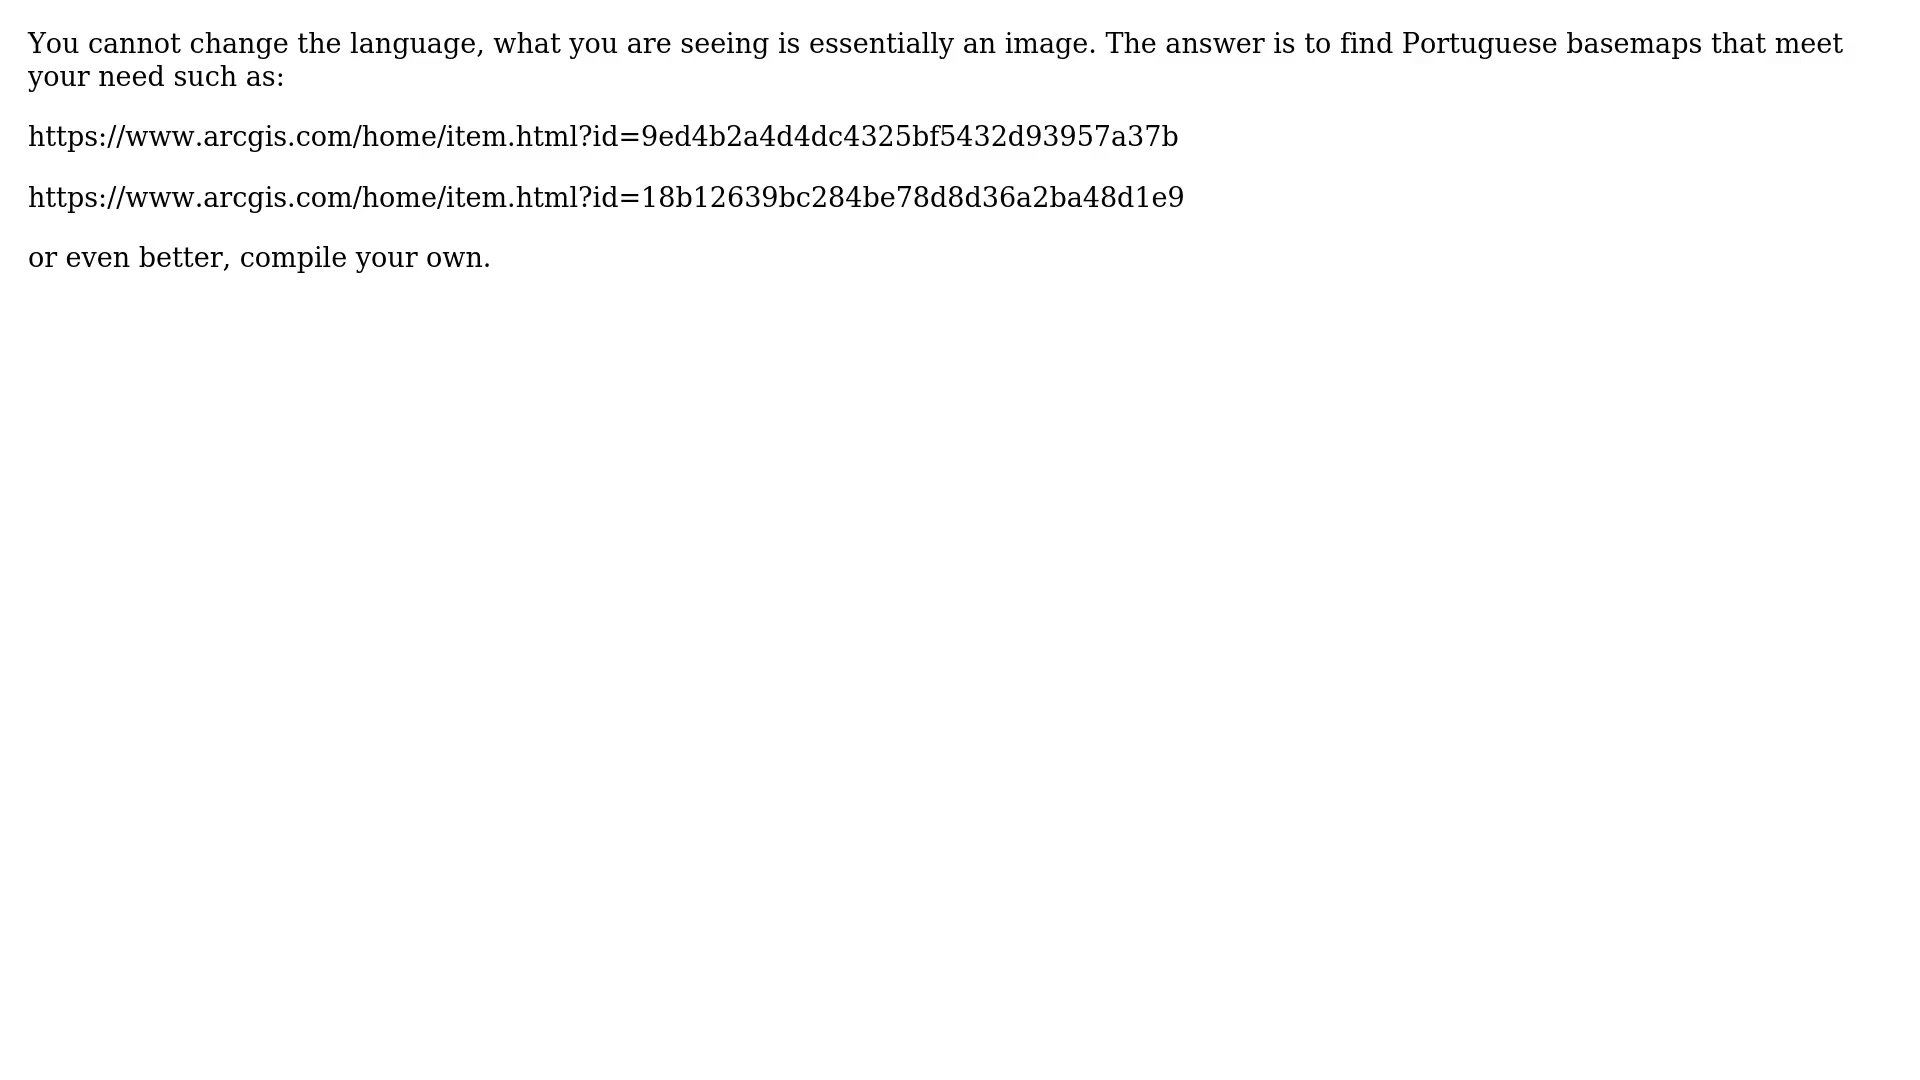 You cannot change the language, what you are seeing is essentially an image. The answer is to find Portuguese basemaps that meet
your need such as:
https://www.arcgis.com/home/item.html?id=9ed4b2a4d4dc4325bf5432d93957a37b
https://www.arcgis.com/home/item.html?id=18b12639bc284be78d8d36a2ba48d1e9
or even better, compile your own.